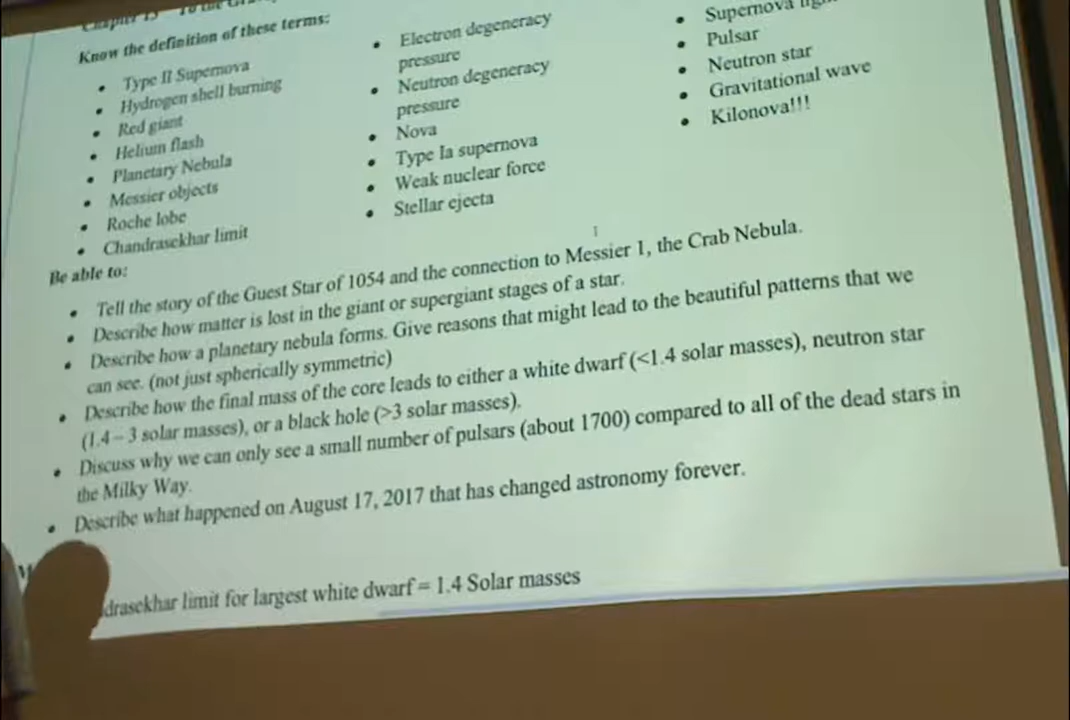 Chapter 13 To the
Know the definition of these terms:
• Type II Supernova
• Hydrogen shell burning
• Red giant
• Helium flash
• Planetary Nebula
• Messier objects
• Roche lobe
• Chandrasekhar limit
• Electron degeneracy
pressure
• Neutron degeneracy
pressure
• Nova
• Type Ia supernova
• Weak nuclear force
• Stellar ejecta
• Supernova
• Pulsar
• Neutron star
• Gravitational wave
• Kilonova!!!
Be able to:
• Tell the story of the Guest Star of 1054 and the connection to Messier 1, the Crab Nebula.
• Describe how matter is lost in the giant or supergiant stages of a star.
• Describe how a planetary nebula forms. Give reasons that might lead to the beautiful patterns that we
can see. (not just spherically symmetric)
• Describe how the final mass of the core leads to either a white dwarf (<1.4 solar masses), neutron star
(1.4 – 3 solar masses), or a black hole (>3 solar masses).
• Discuss why we can only see a small number of pulsars (about 1700) compared to all of the dead stars in
the Milky Way.
• Describe what happened on August 17, 2017 that has changed astronomy forever.
drasekhar limit for largest white dwarf = 1.4 Solar masses